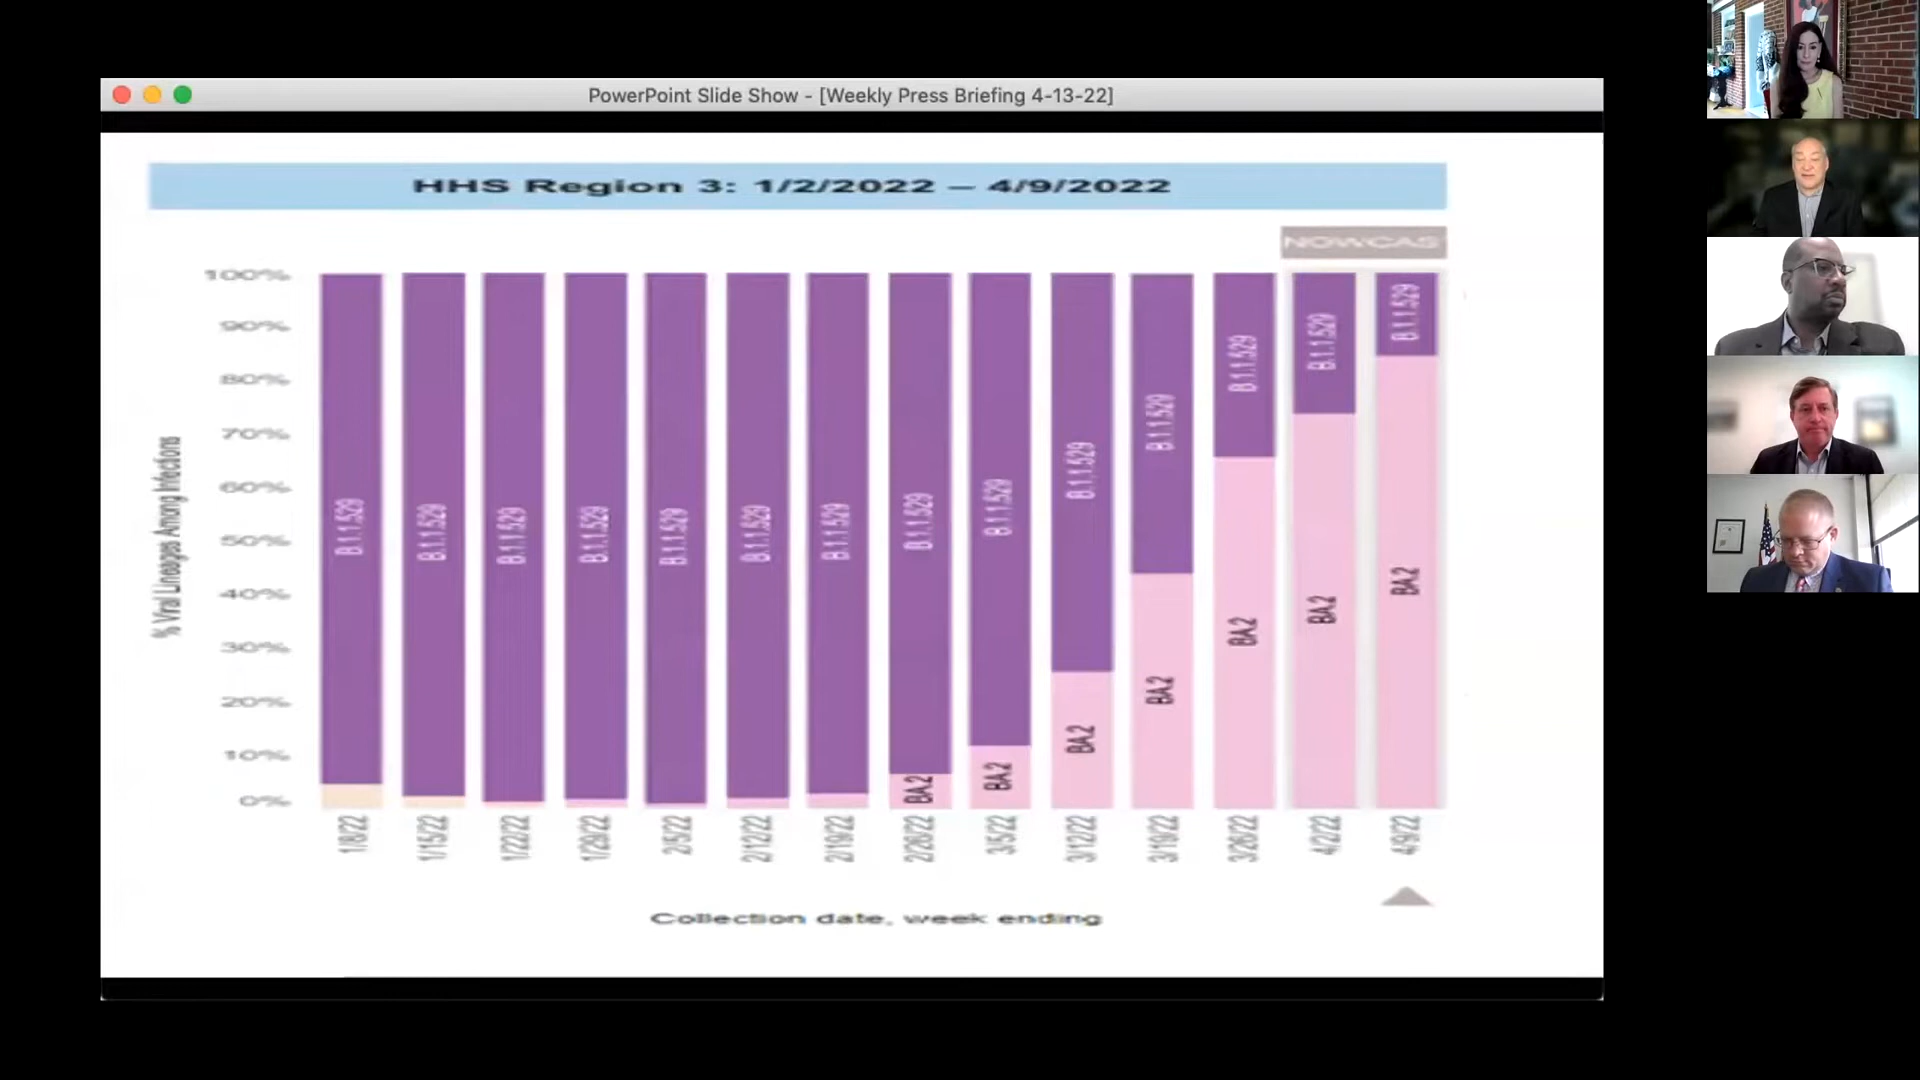 PowerPoint Slide Show - [Weekly Press Briefing 4-13-22]
HHS Region 3: 1/2/2022 – 4/9/2022
NOWCAS
100%
90%
80%
70%
60%
50%
40%
30%
20%
10%
0%
% Viral Lineages Among Infections
B.1.1.529
B.1.1.529
B.1.1.529
B.1.1.529
B.1.1.529
B.1.1.529
B.1.1.529
B.1.1.529
B.1.1.529
B.1.1.529
B.1.1.529
B.1.1.529
B.1.1.529
B.1.1.529
BA.2
BA.2
BA.2
BA.2
BA.2
BA.2
BA.2
1/8/22
1/15/22
1/22/22
1/29/22
2/5/22
2/12/22
2/19/22
2/26/22
3/5/22
3/12/22
3/19/22
3/26/22
4/2/22
4/9/22
Collection date, week ending